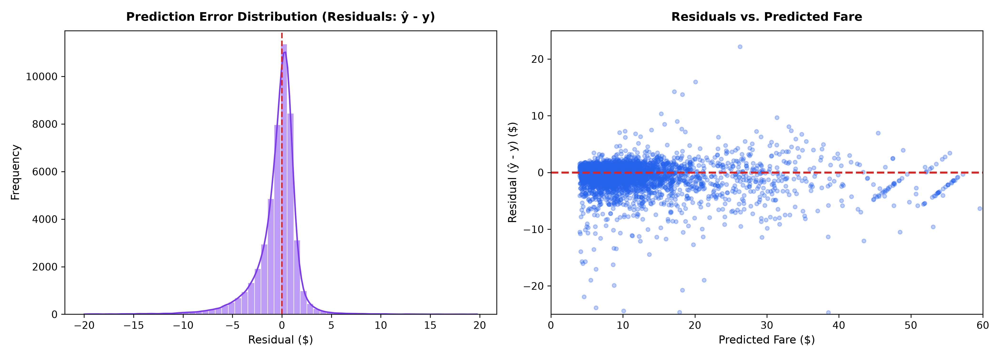 Prediction Error Distribution (Residuals: ŷ - y)
Frequency
10000
8000
6000
4000
2000
0
−20 −15 −10 −5 0 5 10 15 20
Residual ($)
Residuals vs. Predicted Fare
Residual (ŷ - y) ($)
20
10
0
−10
−20
0 10 20 30 40 50 60
Predicted Fare ($)